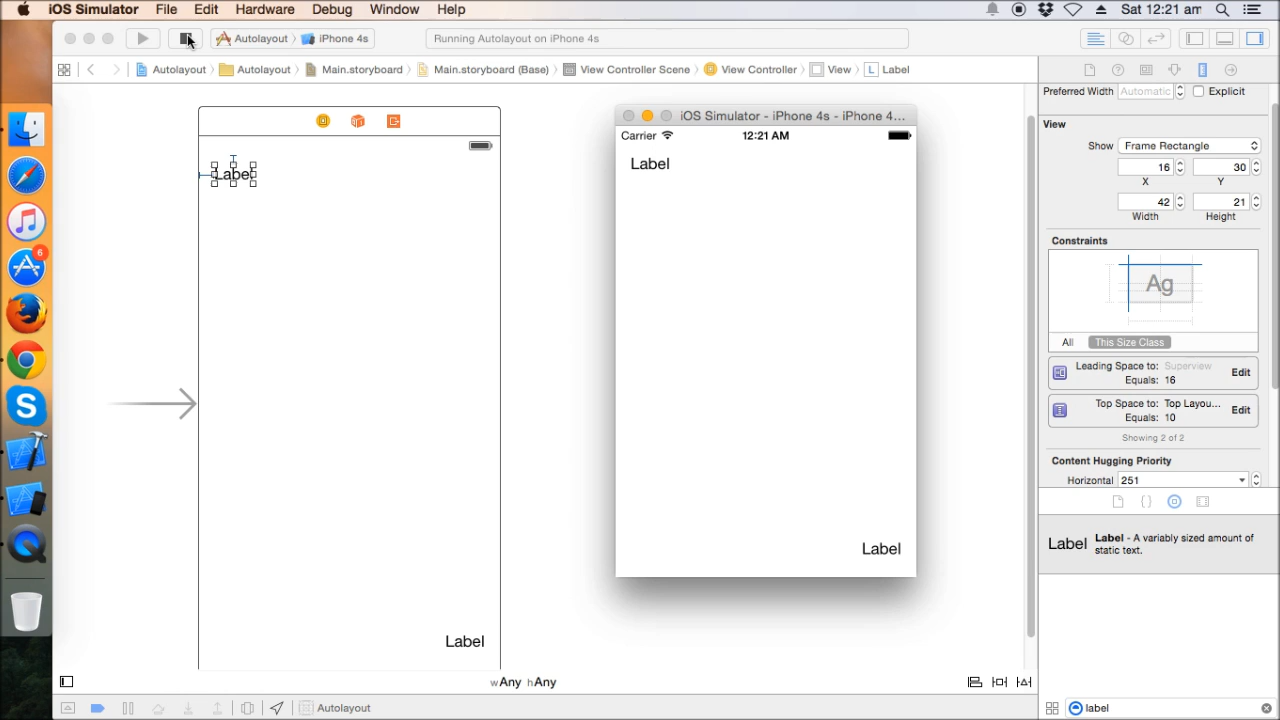 iOS Simulator File Edit Hardware Debug Window Help Sat 12:21 am
Autolayout iPhone 4s Running Autolayout on iPhone 4s
Autolayout Autolayout Main.storyboard Main.storyboard (Base) View Controller Scene View Controller View L Label
Preferred Width Automatic Explicit
View
Show Frame Rectangle
16 30
X Y
42 21
Width Height
Constraints
Ag
All This Size Class
Leading Space to: Superview
Equals: 16 Edit
Top Space to: Top Layou...
Equals: 10 Edit
Showing 2 of 2
Content Hugging Priority
Horizontal 251
Label Label - A variably sized amount of
static text.
label
6
Label
Label
iOS Simulator - iPhone 4s - iPhone 4...
Carrier 12:21 AM
Label
Label
wAny hAny
Autolayout